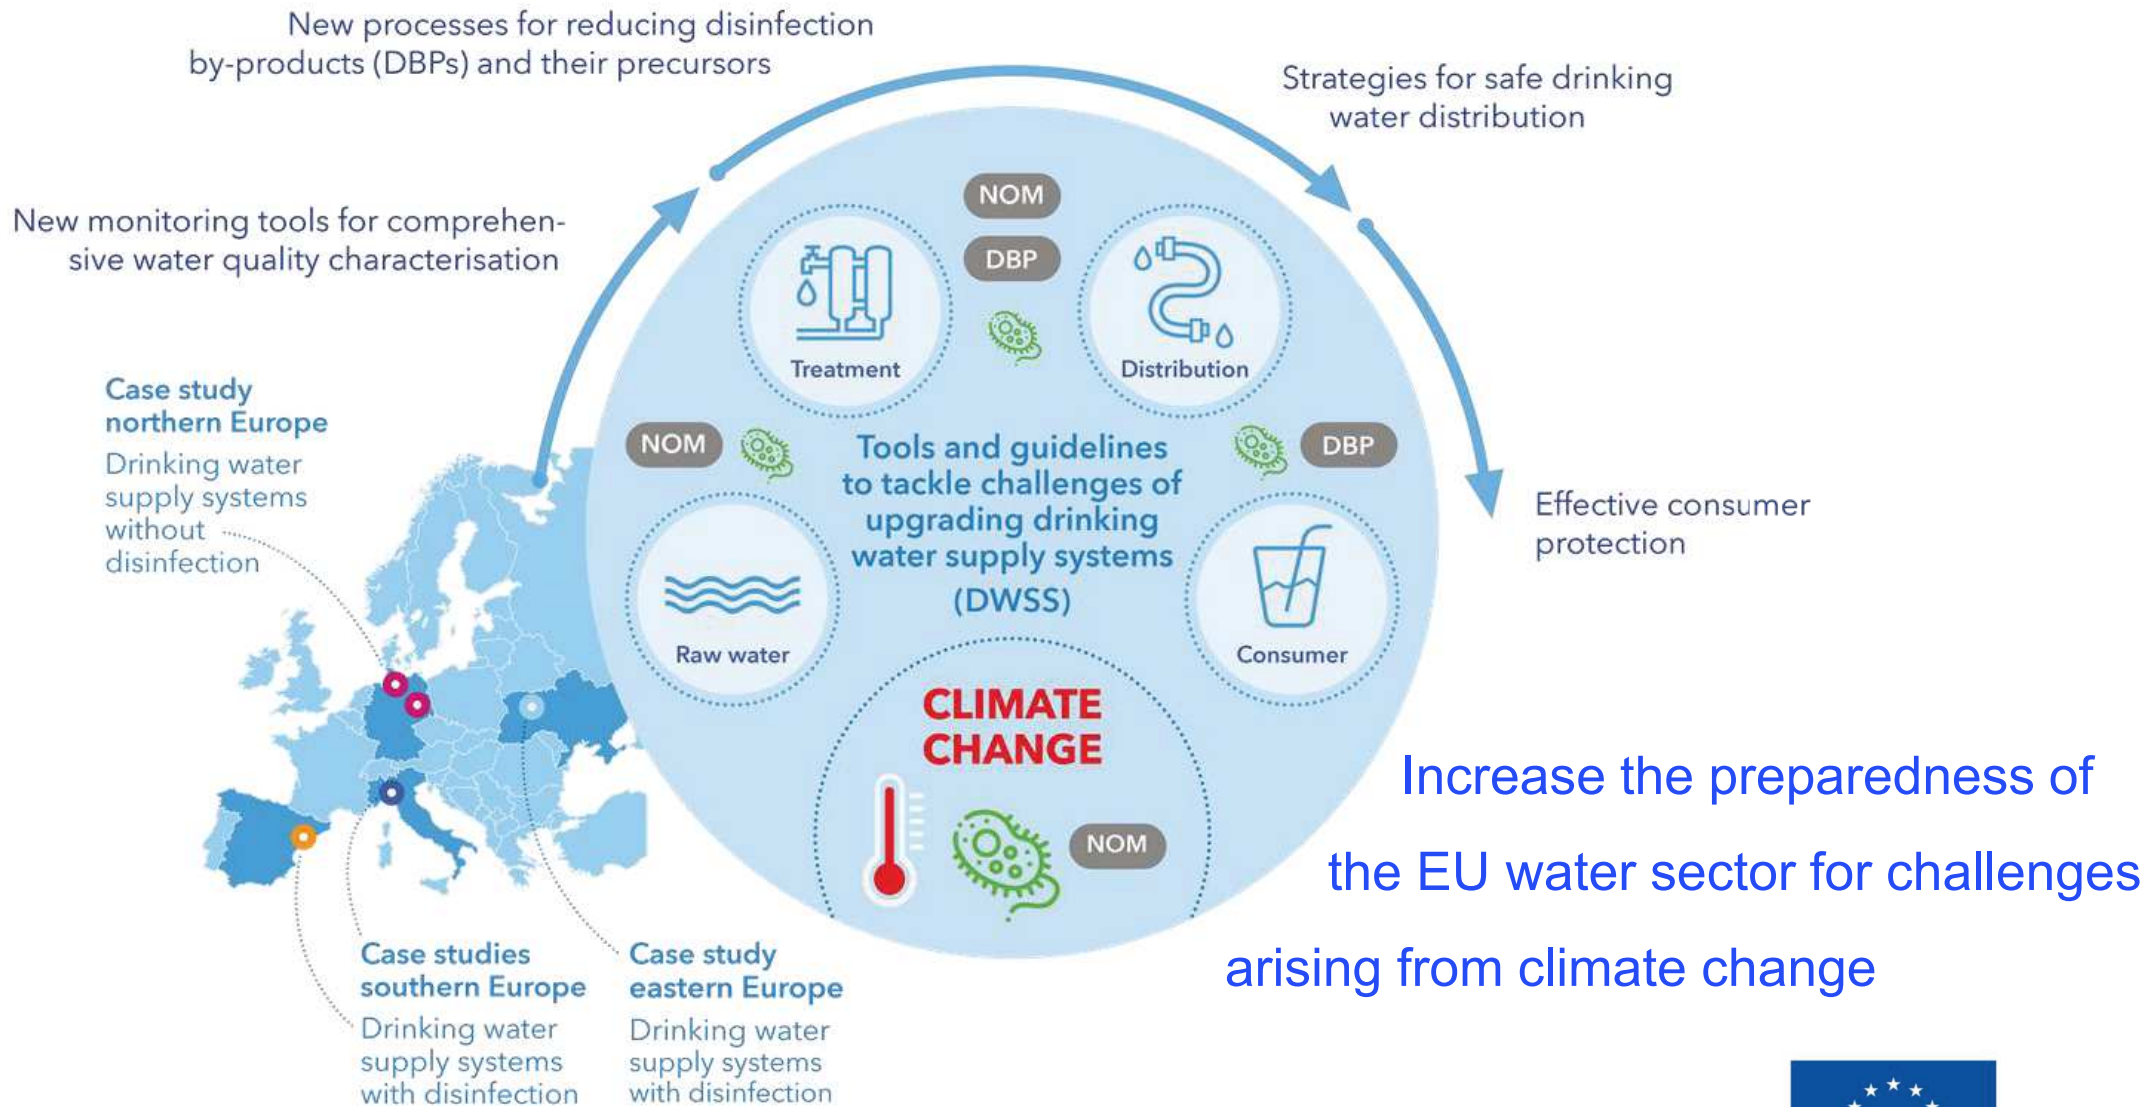 New processes for reducing disinfection
by-products (DBPs) and their precursors
Strategies for safe drinking
water distribution
New monitoring tools for comprehen-
sive water quality characterisation
NOM
DBP
Treatment
Distribution
Case study
northern Europe
Drinking water
supply systems
without
disinfection
NOM
DBP
Tools and guidelines
to tackle challenges of
upgrading drinking
water supply systems
(DWSS)
Effective consumer
protection
Raw water
Consumer
CLIMATE
CHANGE
NOM
Increase the preparedness of
the EU water sector for challenges
arising from climate change
Case studies
southern Europe
Drinking water
supply systems
with disinfection
Case study
eastern Europe
Drinking water
supply systems
with disinfection